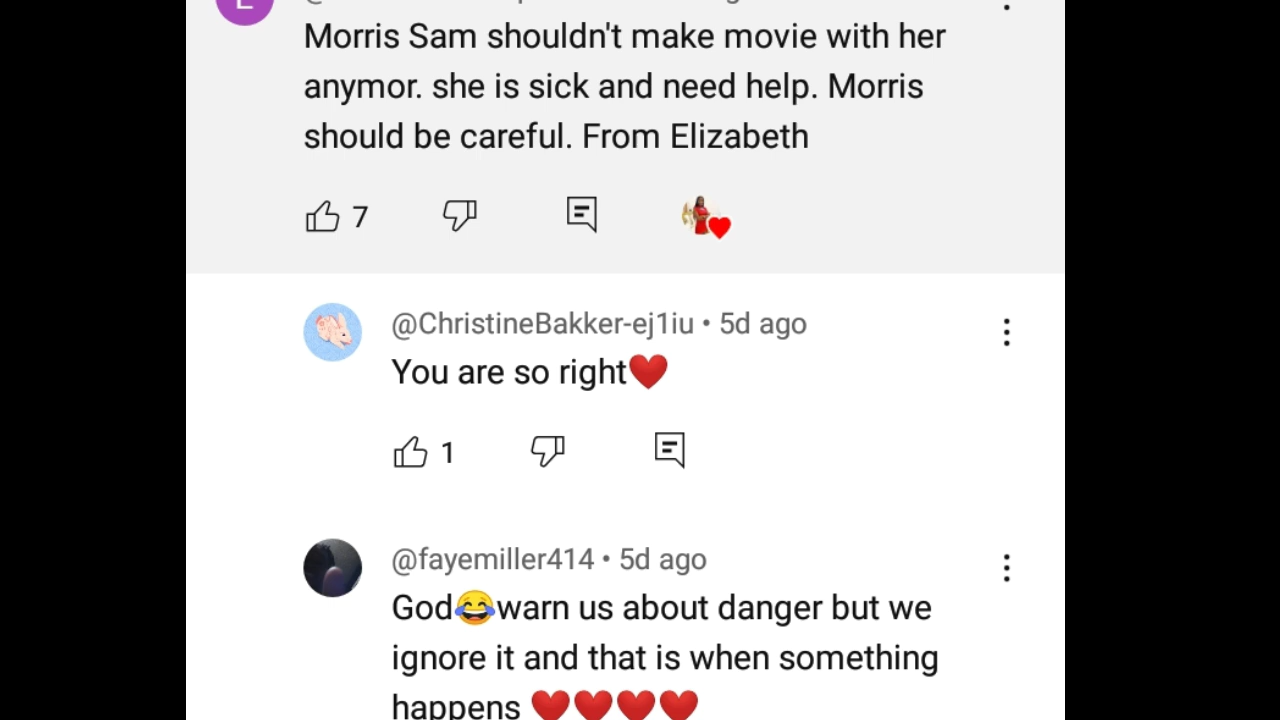 Morris Sam shouldn't make movie with her
anymor. she is sick and need help. Morris
should be careful. From Elizabeth
7
@ChristineBakker-ej1iu • 5d ago
You are so right❤️
1
@fayemiller414 • 5d ago
God😂warn us about danger but we
ignore it and that is when something
happens ❤️❤️❤️❤️